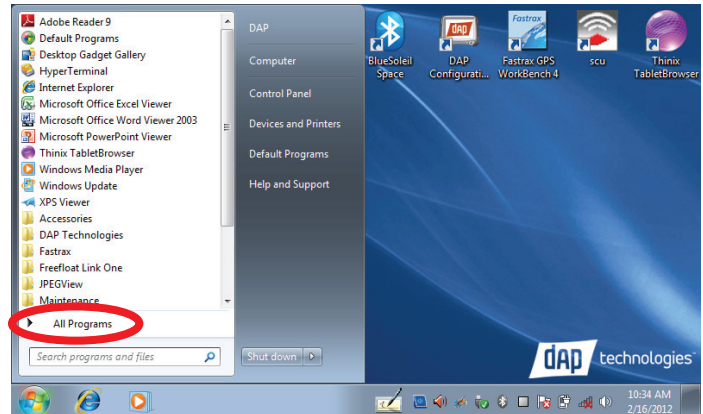 Adobe Reader 9
Default Programs
Desktop Gadget Gallery
HyperTerminal
Internet Explorer
Microsoft Office Excel Viewer
Microsoft Office Word Viewer 2003
Microsoft PowerPoint Viewer
Thinix TabletBrowser
Windows Media Player
Windows Update
XPS Viewer
Accessories
DAP Technologies
Fastrax
Freefloat Link One
JPEGView
Maintenance
All Programs
Search programs and files
DAP
Computer
Control Panel
Devices and Printers
Default Programs
Help and Support
Shut down
BlueSoleil
Space
dap
DAP
Configurati...
Fastrax
Fastrax GPS
WorkBench 4
scu
Thinix
TabletBrowser
dap technologies
10:34 AM
2/16/2012